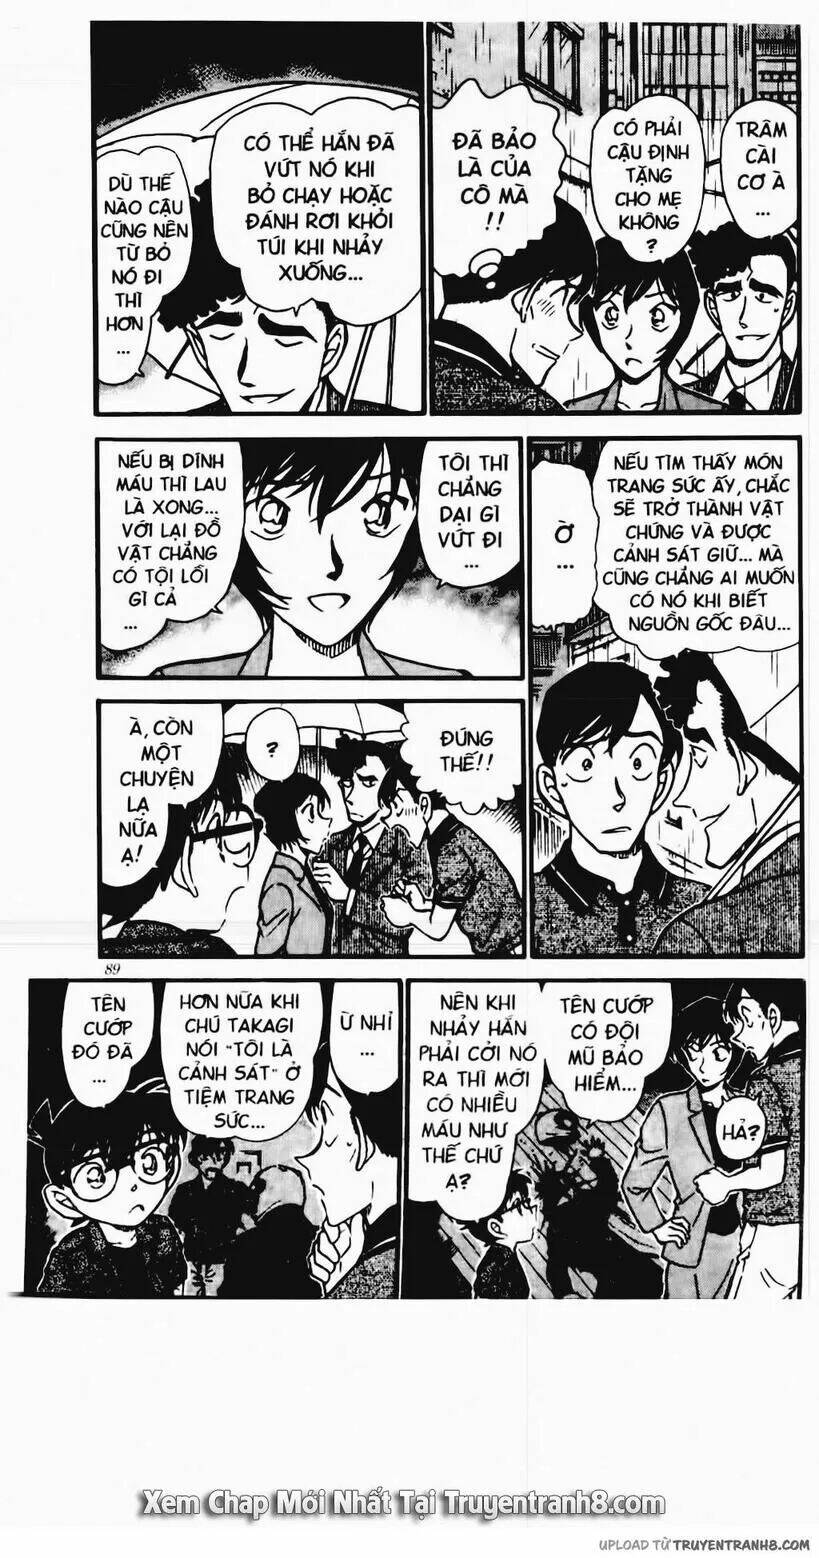 TRÂM
CÀI
CƠ À
...
CÓ PHẢI
CẬU ĐỊNH
TẶNG
CHO MẸ
KHÔNG
?
ĐÃ BẢO
LÀ CỦA
CÔ MÀ
!!
CÓ THỂ HẮN ĐÃ
VỨT NÓ KHI
BỎ CHẠY HOẶC
ĐÁNH RƠI KHỎI
TÚI KHI NHẢY
XUỐNG...
DÙ THẾ
NÀO CẬU
CŨNG NÊN
TỪ BỎ
NÓ ĐI
THÌ
HƠN
...
NẾU TÌM THẤY MÓN
TRANG SỨC ẤY, CHẮC
SẼ TRỞ THÀNH VẬT
CHỨNG VÀ ĐƯỢC
CẢNH SÁT GIỮ... MÀ
CŨNG CHẲNG AI MUỐN
CÓ NÓ KHI BIẾT
NGUỒN GỐC ĐÂU...
Ờ
...
TÔI THÌ
CHẲNG
DẠI GÌ
VỨT ĐI
...
NẾU BỊ DÍNH
MÁU THÌ LAU
LÀ XONG...
VỚI LẠI ĐỒ
VẬT CHẲNG
CÓ TỘI LỖI
GÌ CẢ
...
ĐÚNG
THẾ!!
?
À, CÒN
MỘT
CHUYỆN
LẠ
NỮA
Ạ!
89
HẢ?
TÊN CƯỚP
CÓ ĐỘI
MŨ BẢO
HIỂM...
NÊN KHI
NHẢY HẮN
PHẢI CỞI NÓ
RA THÌ MỚI
CÓ NHIỀU
MÁU NHƯ
THẾ CHỨ
Ạ?
Ừ NHỈ
...
HƠN NỮA KHI
CHÚ TAKAGI
NÓI "TÔI LÀ
CẢNH SÁT" Ở
TIỆM TRANG
SỨC...
TÊN
CƯỚP
ĐÓ ĐÃ
...
Xem Chap Mới Nhất Tại Truyentranh8.com
UPLOAD TỪ TRUYENTRANH8.COM